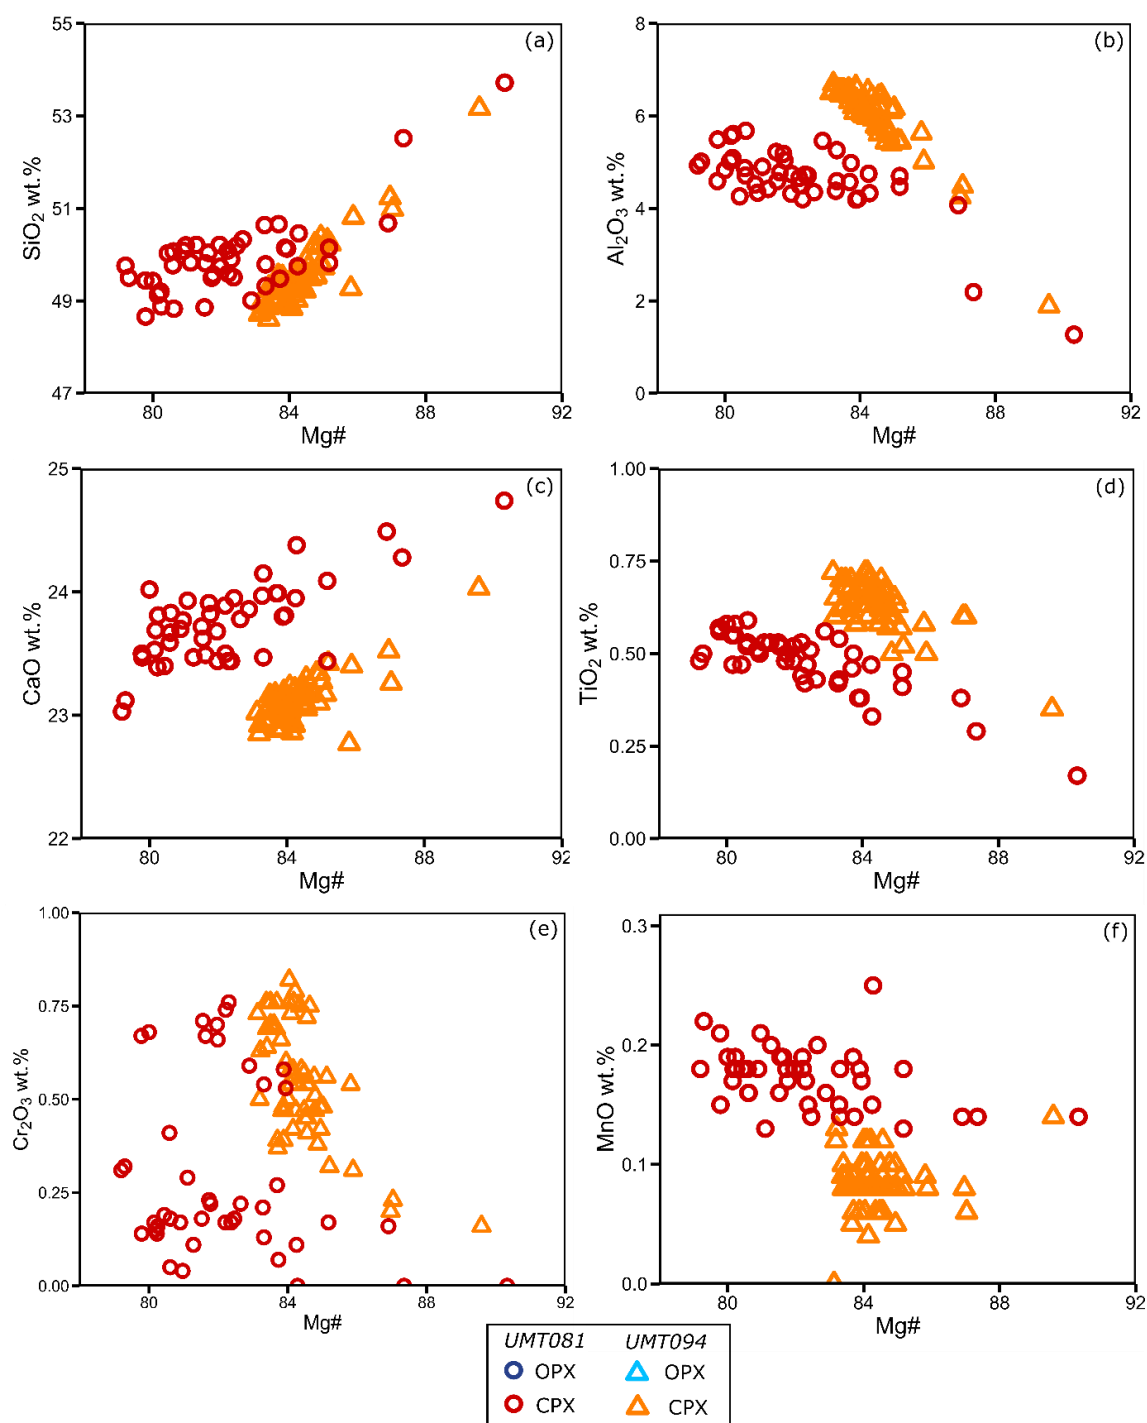 (a)
55
53
51
49
47
SiO₂ wt.%
80 84 88 92
Mg#
(b)
8
6
4
2
0
Al₂O₃ wt.%
80 84 88 92
Mg#
(c)
25
24
23
22
CaO wt.%
80 84 88 92
Mg#
(d)
1.00
0.75
0.50
0.25
0.00
TiO₂ wt.%
80 84 88 92
Mg#
(e)
1.00
0.75
0.50
0.25
0.00
Cr₂O₃ wt.%
80 84 88 92
Mg#
(f)
0.3
0.2
0.1
0.0
MnO wt.%
80 84 88 92
Mg#
UMT081 UMT094
OPX OPX
CPX CPX